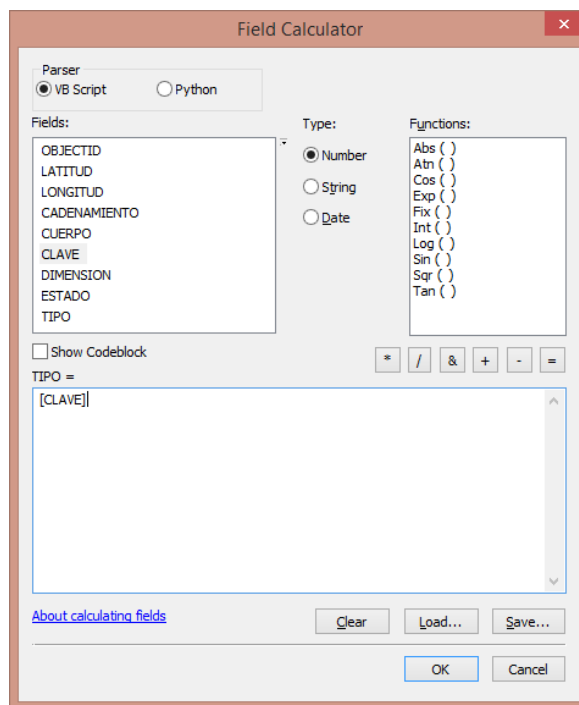 Field Calculator
Parser
VB Script
Python
Fields:
OBJECTID
LATITUD
LONGITUD
CADENAMIENTO
CUERPO
CLAVE
DIMENSION
ESTADO
TIPO
Type:
Number
String
Date
Functions:
Abs ( )
Atn ( )
Cos ( )
Exp ( )
Fix ( )
Int ( )
Log ( )
Sin ( )
Sqr ( )
Tan ( )
Show Codeblock
* / & + - =
TIPO =
[CLAVE]
About calculating fields
Clear
Load...
Save...
OK
Cancel